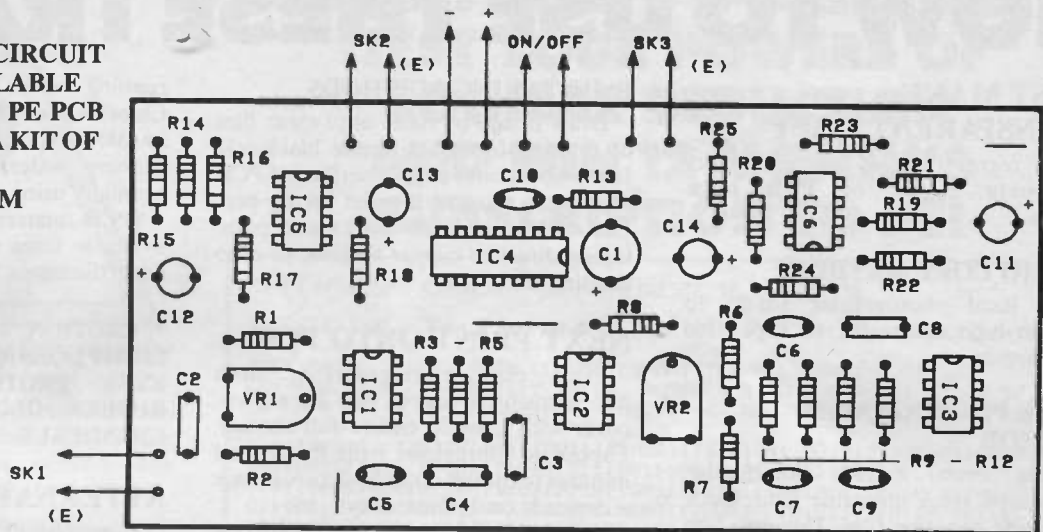 CIRCUIT
LABLE
PE PCB
A KIT OF
M
- +
SK2 (E) ON/OFF SK3 (E)
R14 R16 R15 R17 IC5 C13 + R18 C10 R13 IC4 C1 + R25 C14 + R20 IC6 R23 R21 R19 R22 R24 C11 +
+ C12
R1 VR1 R2 C2 IC1 R3 - R5 C5 C4 C3 IC2 R8 VR2 R6 R7 C6 C8 C7 C9 R9 R12 IC3
SK1
(E)